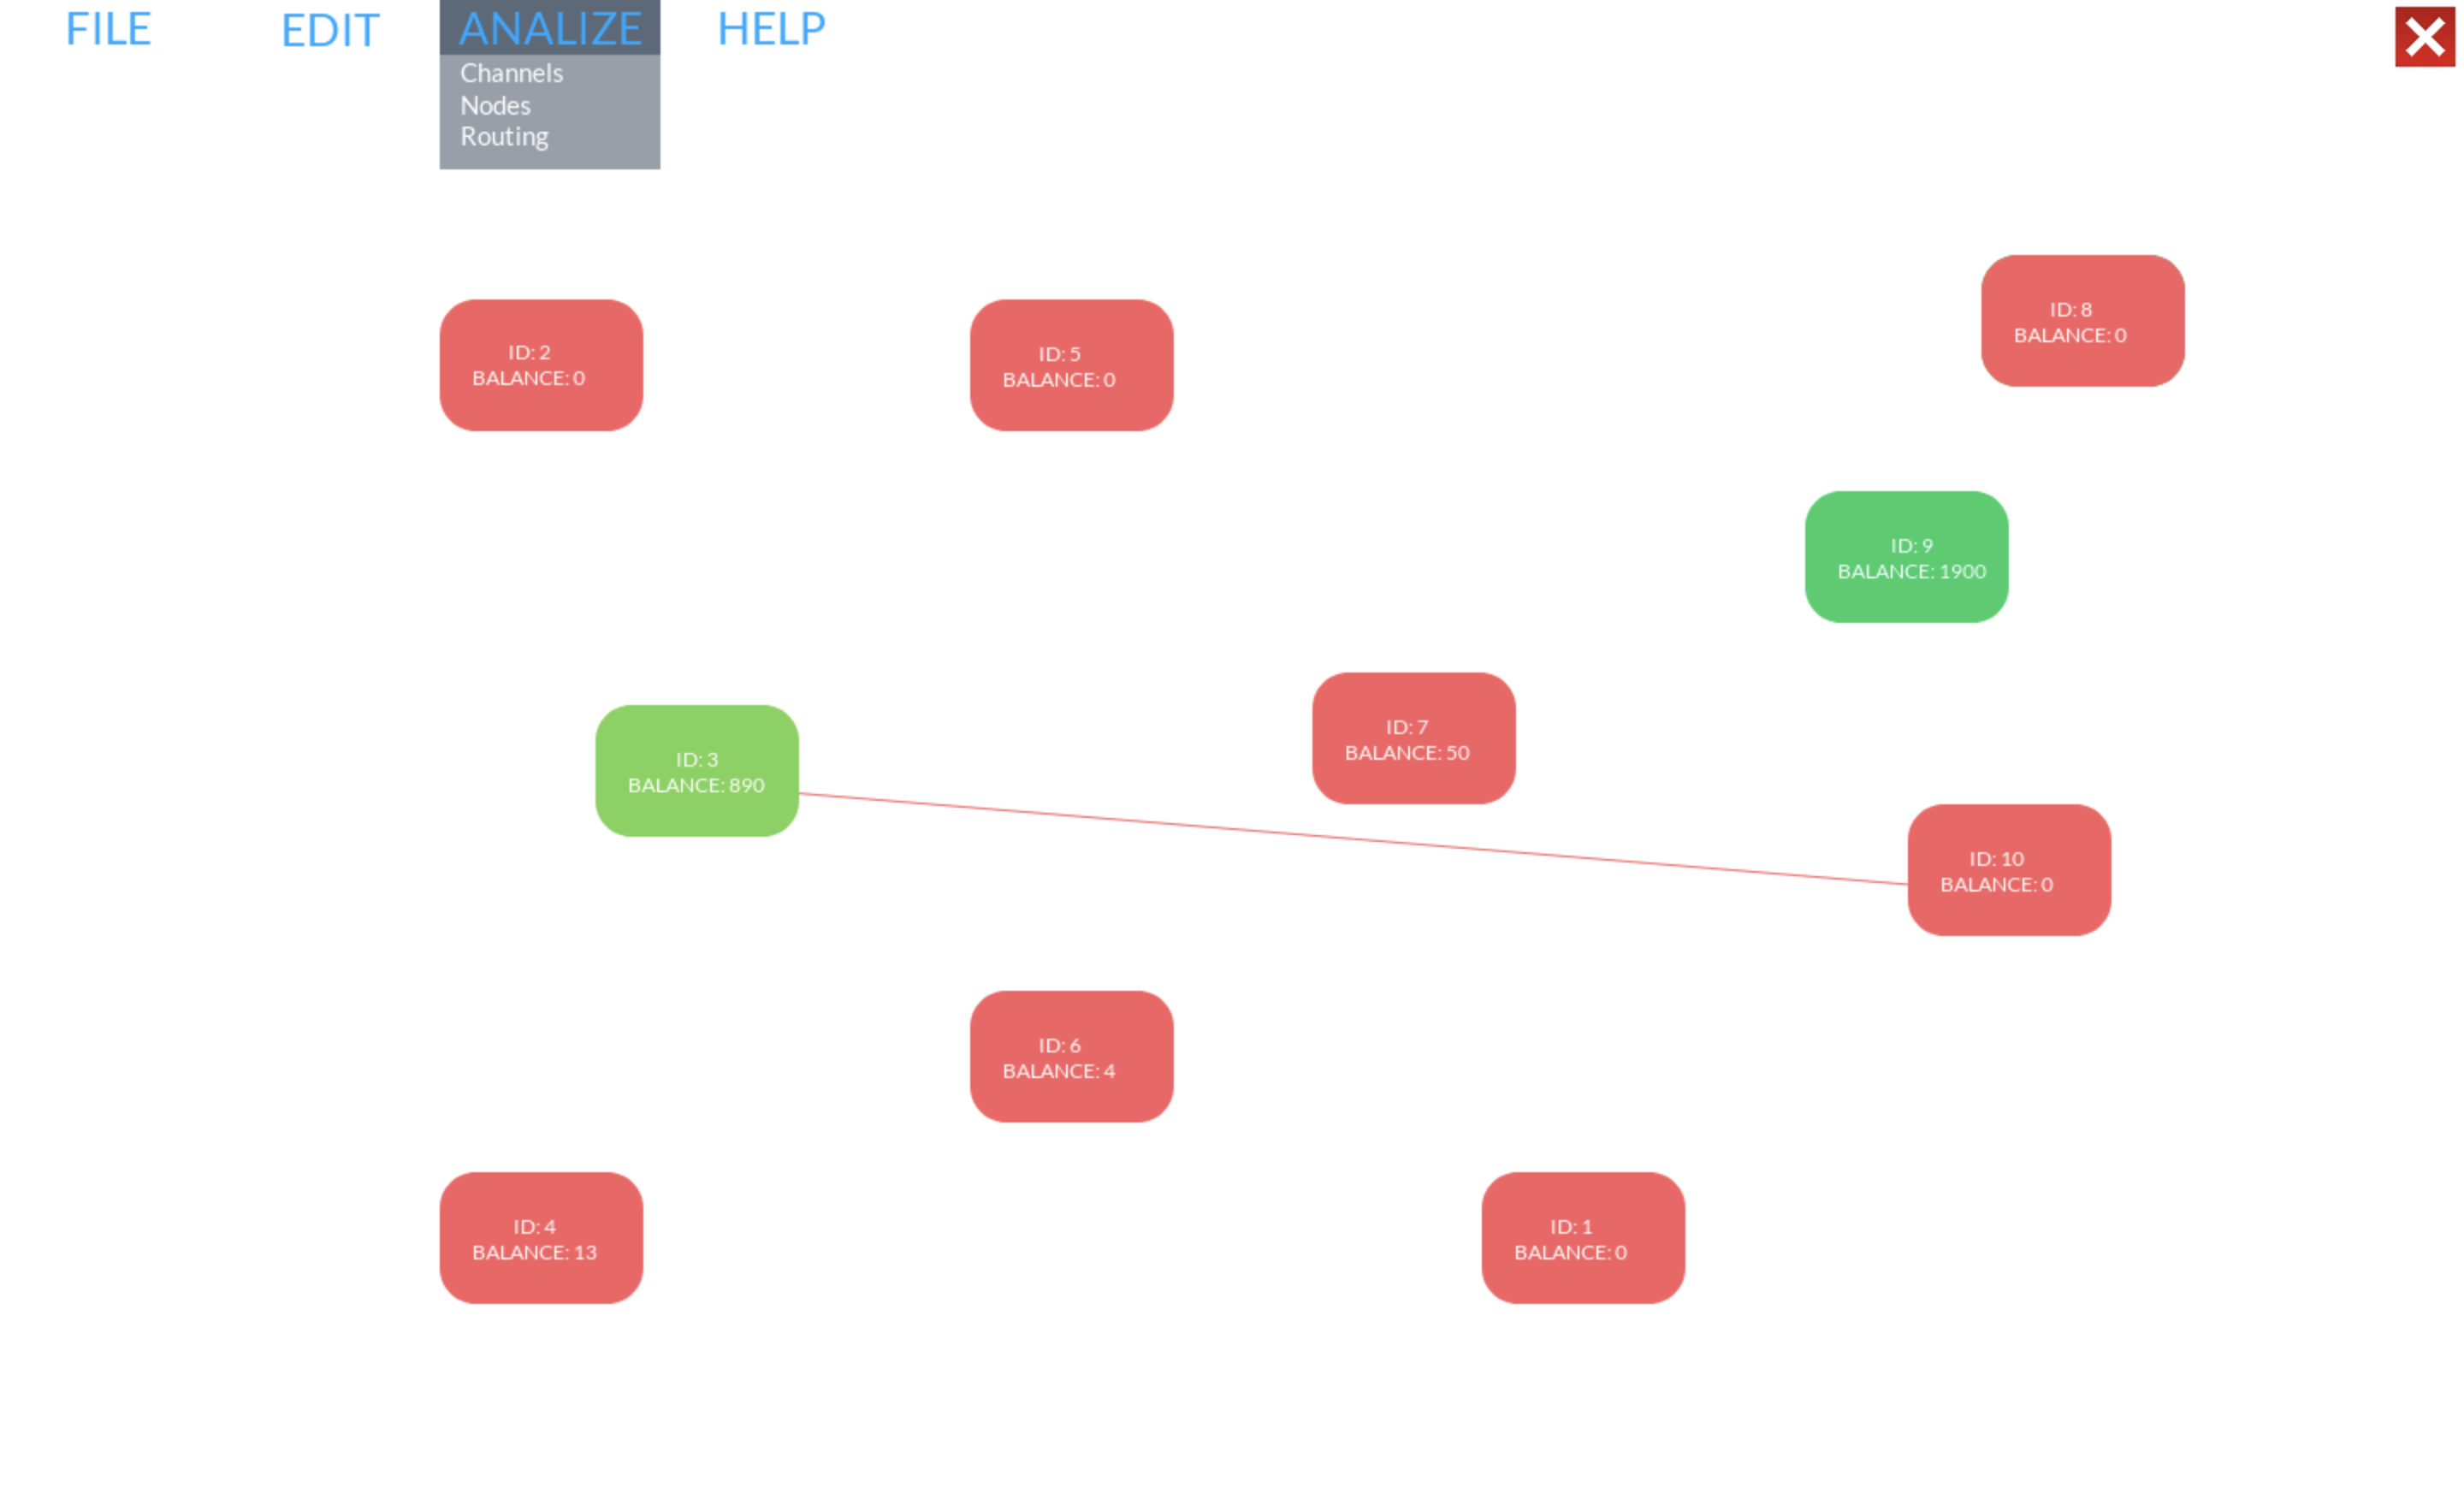 FILE
EDIT
ANALIZE
HELP
Channels
Nodes
Routing
ID: 8
BALANCE: 0
ID: 2
BALANCE: 0
ID: 5
BALANCE: 0
ID: 9
BALANCE: 1900
ID: 7
BALANCE: 50
ID: 3
BALANCE: 890
ID: 10
BALANCE: 0
ID: 6
BALANCE: 4
ID: 4
BALANCE: 13
ID: 1
BALANCE: 0